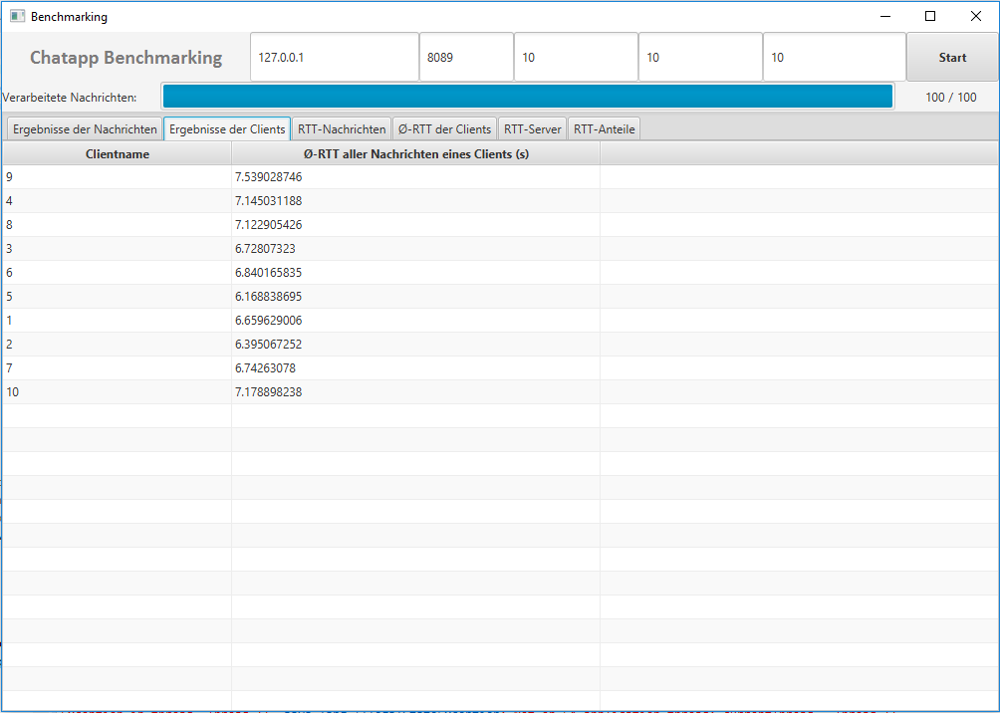 Benchmarking
Chatapp Benchmarking 127.0.0.1 8089 10 10 10 Start
Verarbeitete Nachrichten: 100 / 100
Ergebnisse der Nachrichten Ergebnisse der Clients RTT-Nachrichten Ø-RTT der Clients RTT-Server RTT-Anteile
Clientname Ø-RTT aller Nachrichten eines Clients (s)
9 7.539028746
4 7.145031188
8 7.122905426
3 6.72807323
6 6.840165835
5 6.168838695
1 6.659629006
2 6.395067252
7 6.74263078
10 7.178898238